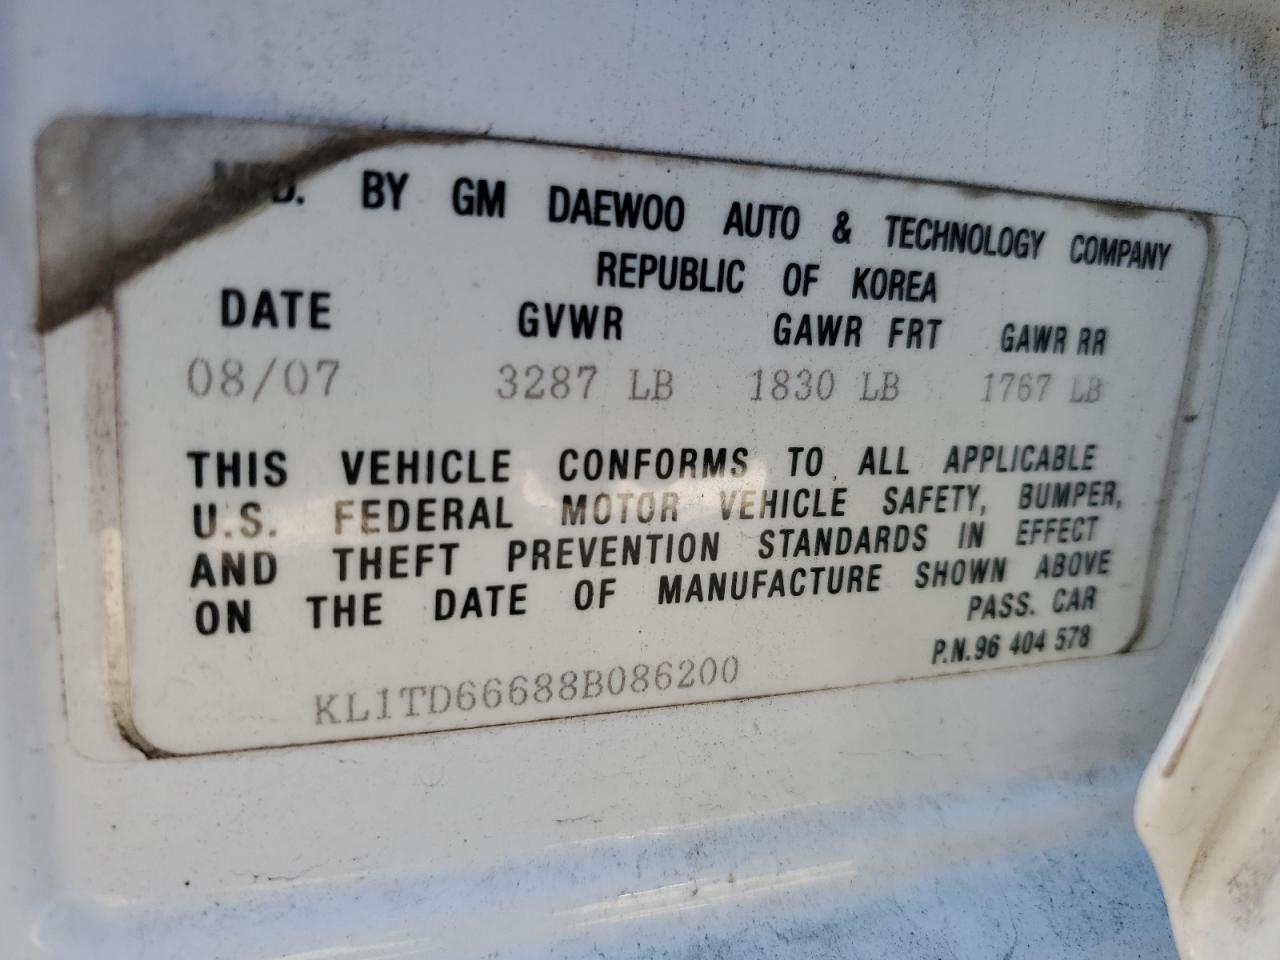 MFD. BY GM DAEWOO AUTO & TECHNOLOGY COMPANY
REPUBLIC OF KOREA
DATE GVWR GAWR FRT GAWR RR
08/07 3287 LB 1830 LB 1767 LB
THIS VEHICLE CONFORMS TO ALL APPLICABLE
U.S. FEDERAL MOTOR VEHICLE SAFETY, BUMPER,
AND THEFT PREVENTION STANDARDS IN EFFECT
ON THE DATE OF MANUFACTURE SHOWN ABOVE
PASS. CAR
P.N.96 404 578
KL1TD66688B086200